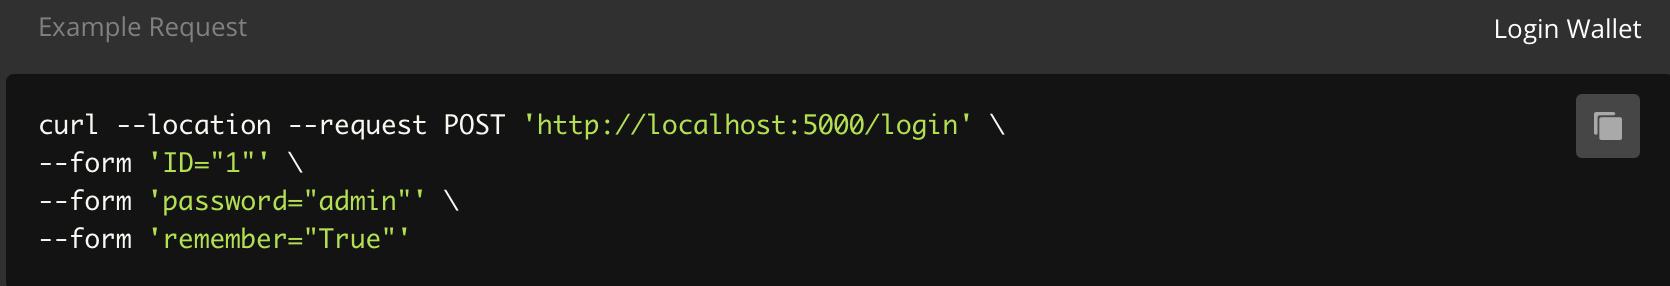 Example Request
Login Wallet
curl --location --request POST 'http://localhost:5000/login' \
--form 'ID="1"' \
--form 'password="admin"' \
--form 'remember="True"'